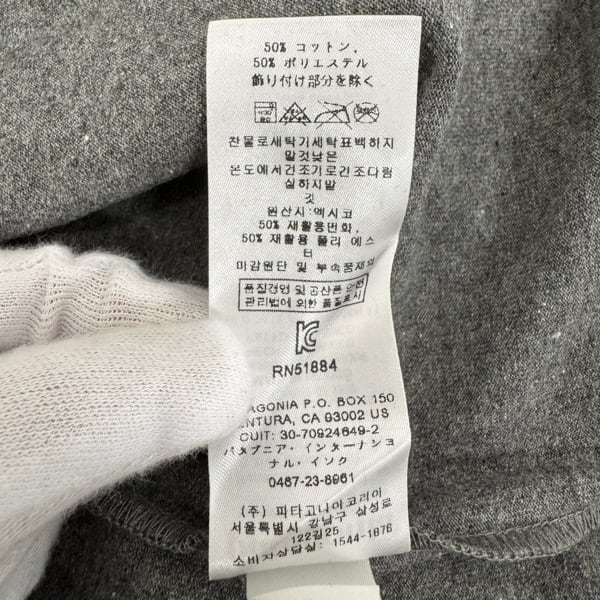 50% コットン,
50% ポリエステル
飾り付け部分を除く
찬물로세탁기세탁표백하지
말것낮은
온도에서건조기로건조다림
질하지말
것
원산지:멕시코
50% 재활용면화,
50% 재활용 폴리 에스
터
마감원단 및 부속품제외
품질경영 및 공산품 안전
관리법에 의한 품질표시
RN51884
AGONIA P.O. BOX 150
ENTURA, CA 93002 US
CUIT: 30-70924649-2
パタゴニア・インターナショ
ナル・インク
0467-23-8961
(주) 파타고니아코리아
서울특별시 강남구 삼성로
122길25
소비자상담실: 1544-1876